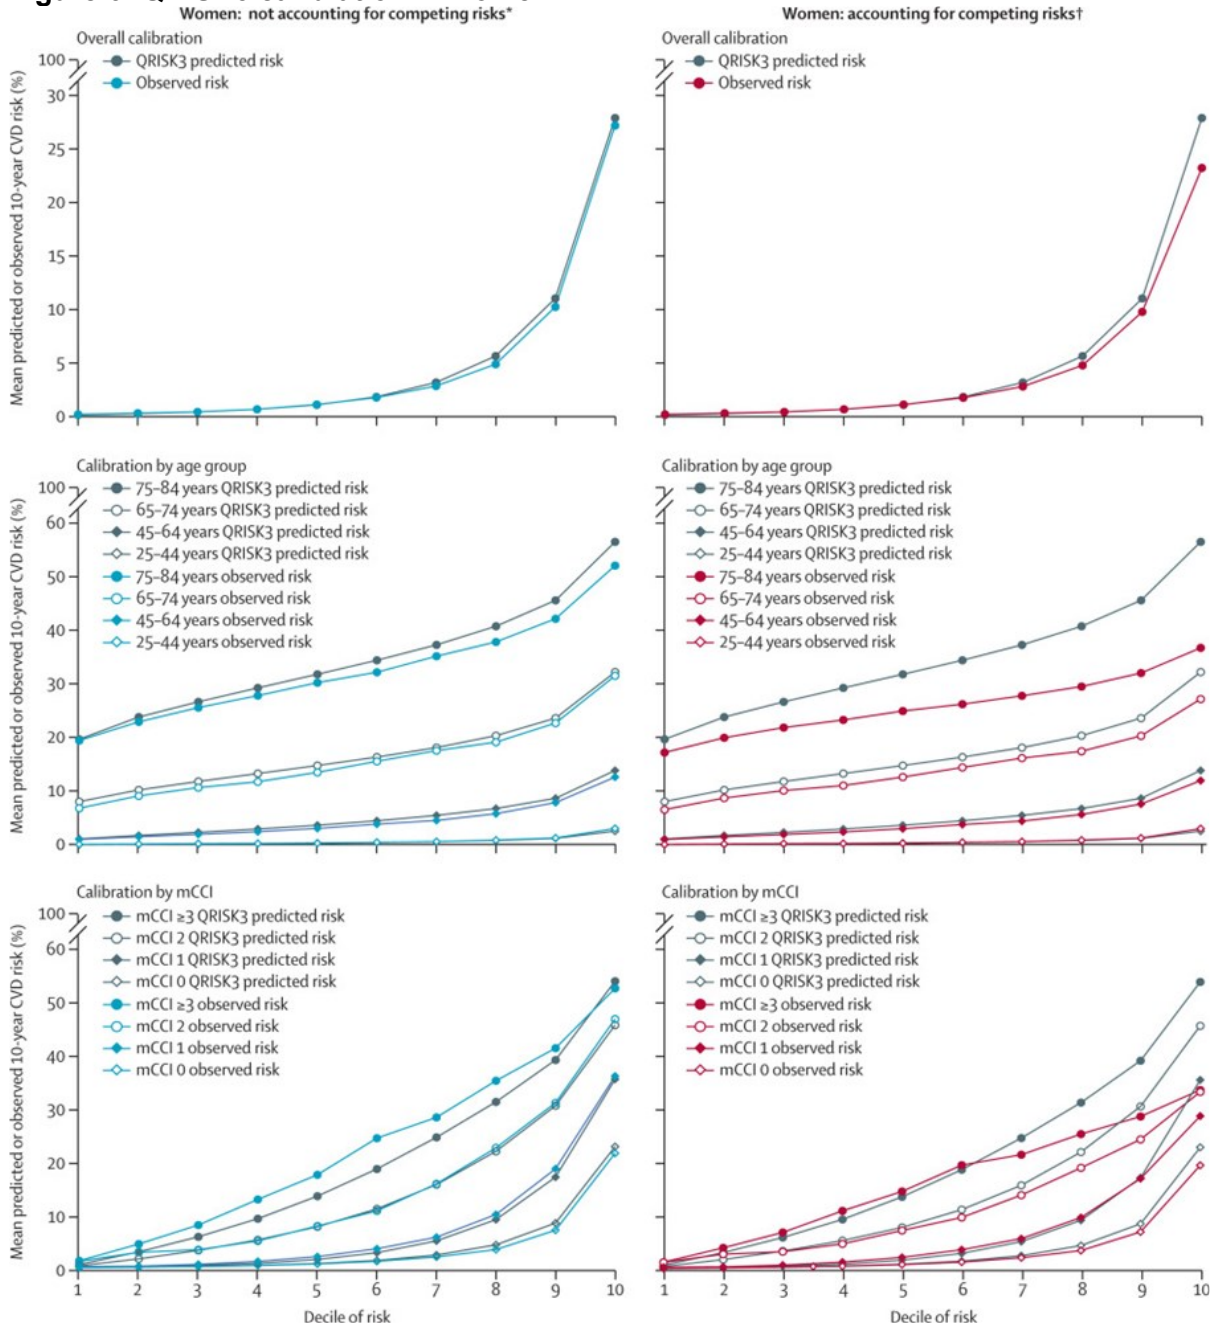 Women: not accounting for competing risks*
Overall calibration
QRISK3 predicted risk
Observed risk
Mean predicted or observed 10-year CVD risk (%)
100
30
25
20
15
10
5
0
Women: accounting for competing risks†
Overall calibration
QRISK3 predicted risk
Observed risk
Calibration by age group
75–84 years QRISK3 predicted risk
65–74 years QRISK3 predicted risk
45–64 years QRISK3 predicted risk
25–44 years QRISK3 predicted risk
75–84 years observed risk
65–74 years observed risk
45–64 years observed risk
25–44 years observed risk
Mean predicted or observed 10-year CVD risk (%)
100
60
50
40
30
20
10
0
Calibration by age group
75–84 years QRISK3 predicted risk
65–74 years QRISK3 predicted risk
45–64 years QRISK3 predicted risk
25–44 years QRISK3 predicted risk
75–84 years observed risk
65–74 years observed risk
45–64 years observed risk
25–44 years observed risk
Calibration by mCCI
mCCI ≥3 QRISK3 predicted risk
mCCI 2 QRISK3 predicted risk
mCCI 1 QRISK3 predicted risk
mCCI 0 QRISK3 predicted risk
mCCI ≥3 observed risk
mCCI 2 observed risk
mCCI 1 observed risk
mCCI 0 observed risk
Mean predicted or observed 10-year CVD risk (%)
100
60
50
40
30
20
10
0
1 2 3 4 5 6 7 8 9 10
Decile of risk
Calibration by mCCI
mCCI ≥3 QRISK3 predicted risk
mCCI 2 QRISK3 predicted risk
mCCI 1 QRISK3 predicted risk
mCCI 0 QRISK3 predicted risk
mCCI ≥3 observed risk
mCCI 2 observed risk
mCCI 1 observed risk
mCCI 0 observed risk
1 2 3 4 5 6 7 8 9 10
Decile of risk